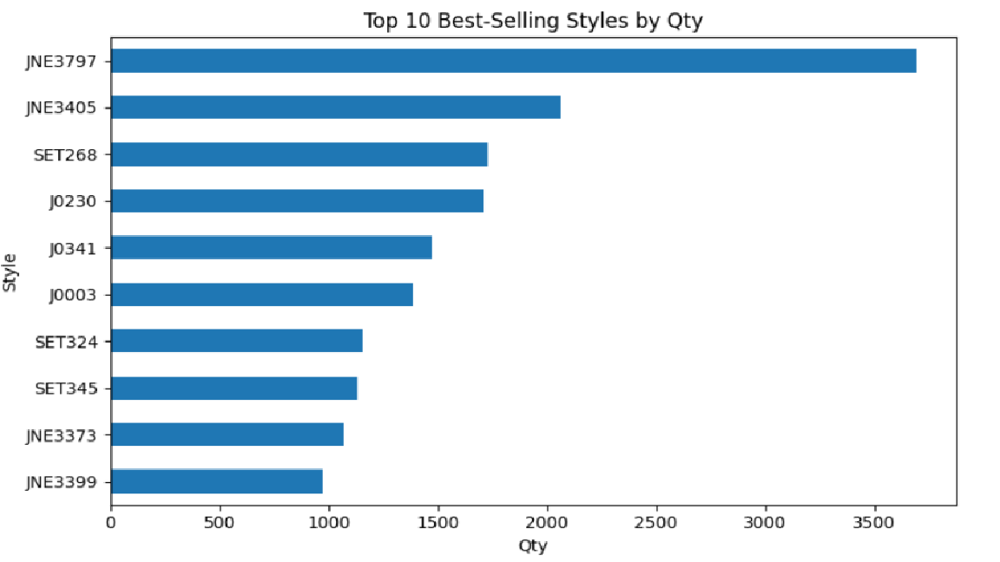 Top 10 Best-Selling Styles by Qty
JNE3797
JNE3405
SET268
J0230
J0341
J0003
SET324
SET345
JNE3373
JNE3399
Style
0 500 1000 1500 2000 2500 3000 3500
Qty